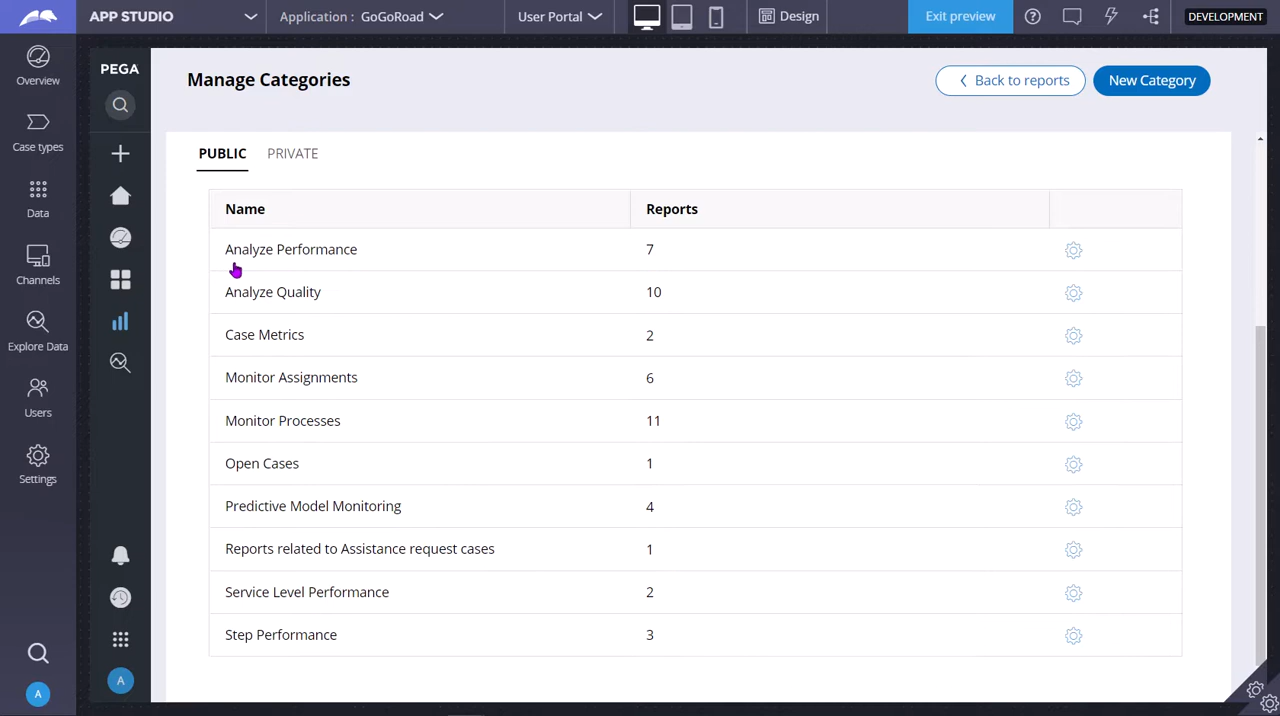 APP STUDIO
Application : GoGoRoad
User Portal
Design
Exit preview
DEVELOPMENT
Overview
Case types
Data
Channels
Explore Data
Users
Settings
A
PEGA
A
Manage Categories
Back to reports
New Category
PUBLIC PRIVATE
Name Reports
Analyze Performance 7
Analyze Quality 10
Case Metrics 2
Monitor Assignments 6
Monitor Processes 11
Open Cases 1
Predictive Model Monitoring 4
Reports related to Assistance request cases 1
Service Level Performance 2
Step Performance 3